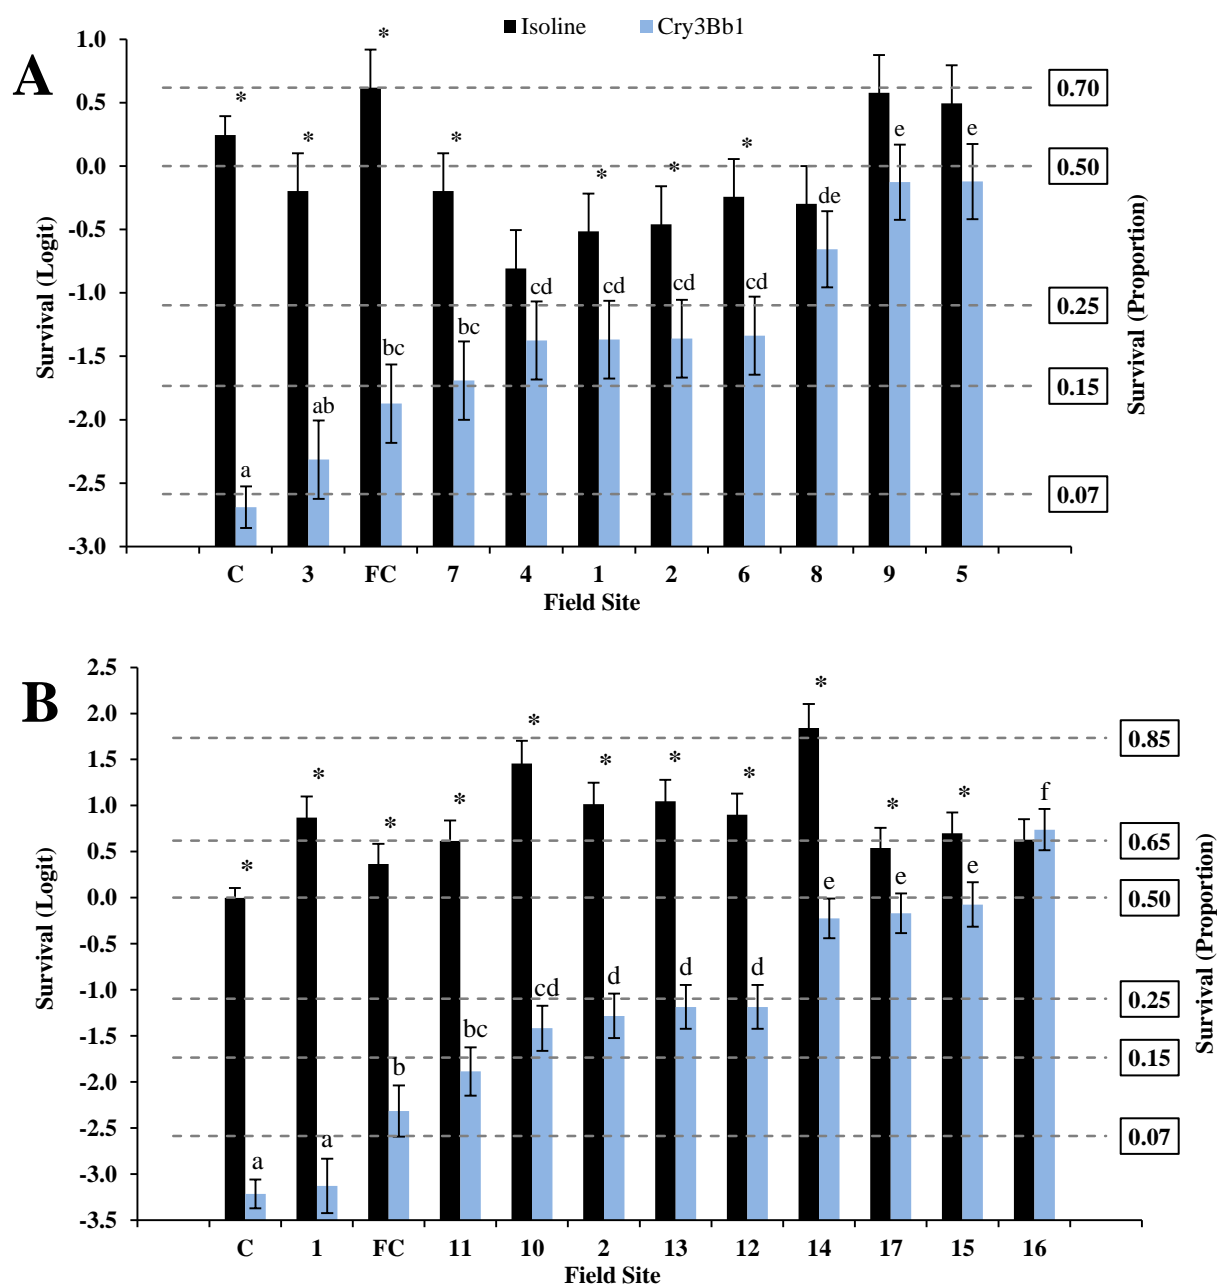 Isoline Cry3Bb1
A
1.0
0.5
0.0
-0.5
-1.0
-1.5
-2.0
-2.5
-3.0
Survival (Logit)
* * * * * * *
a ab bc bc cd cd cd cd de e e
0.70
0.50
0.25
0.15
0.07
Survival (Proportion)
C 3 FC 7 4 1 2 6 8 9 5
Field Site
B
2.5
2.0
1.5
1.0
0.5
0.0
-0.5
-1.0
-1.5
-2.0
-2.5
-3.0
-3.5
Survival (Logit)
* * * * * * * * * * *
a a b bc cd d d d e e e f
0.85
0.65
0.50
0.25
0.15
0.07
Survival (Proportion)
C 1 FC 11 10 2 13 12 14 17 15 16
Field Site